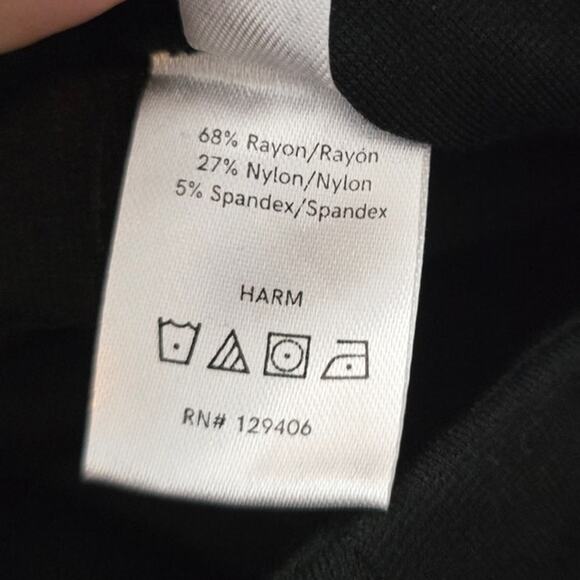 68% Rayon/Rayón
27% Nylon/Nylon
5% Spandex/Spandex
HARM
RN# 129406